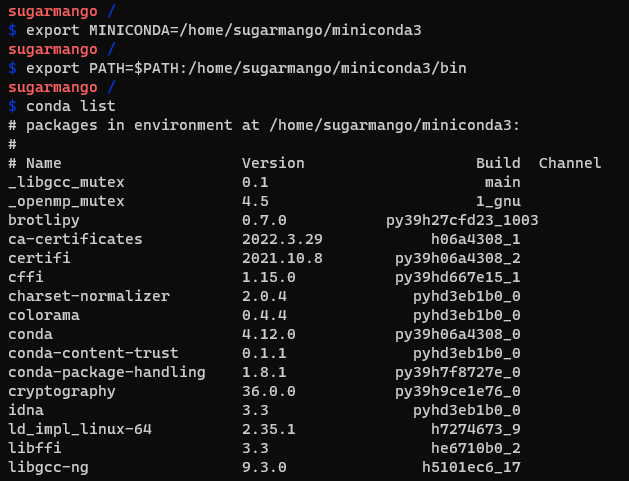 sugarmango /
$ export MINICONDA=/home/sugarmango/miniconda3
sugarmango /
$ export PATH=$PATH:/home/sugarmango/miniconda3/bin
sugarmango /
$ conda list
# packages in environment at /home/sugarmango/miniconda3:
#
# Name                    Version                   Build  Channel
_libgcc_mutex             0.1                        main
_openmp_mutex             4.5                       1_gnu
brotlipy                  0.7.0           py39h27cfd23_1003
ca-certificates           2022.3.29            h06a4308_1
certifi                   2021.10.8        py39h06a4308_2
cffi                      1.15.0           py39hd667e15_1
charset-normalizer        2.0.4              pyhd3eb1b0_0
colorama                  0.4.4              pyhd3eb1b0_0
conda                     4.12.0           py39h06a4308_0
conda-content-trust       0.1.1              pyhd3eb1b0_0
conda-package-handling    1.8.1            py39h7f8727e_0
cryptography              36.0.0           py39h9ce1e76_0
idna                      3.3                pyhd3eb1b0_0
ld_impl_linux-64          2.35.1               h7274673_9
libffi                    3.3                  he6710b0_2
libgcc-ng                 9.3.0               h5101ec6_17